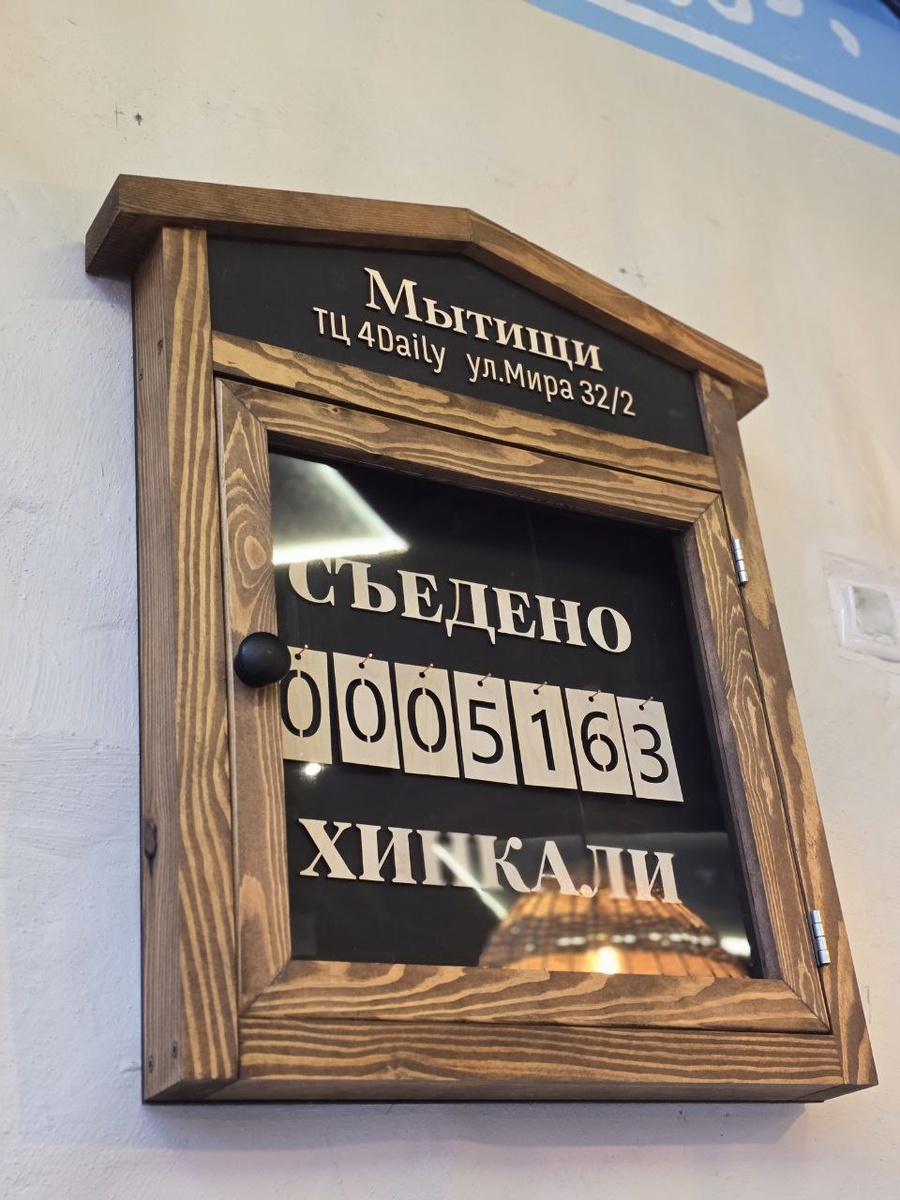 Мытищи
ТЦ 4Daily ул.Мира 32/2
СЪЕДЕНО
0005163
ХИНКАЛИ